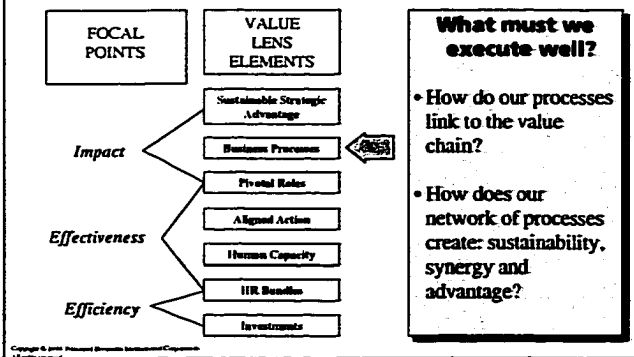 FOCAL
POINTS
VALUE
LENS
ELEMENTS
Sustainable Strategic
Advantage
Impact
Business Processes
Pivotal Roles
Effectiveness
Aligned Action
Human Capacity
Efficiency
HR Bundles
Investments
What must we
execute well?
• How do our processes
link to the value
chain?
• How does our
network of processes
create: sustainability,
synergy and
advantage?